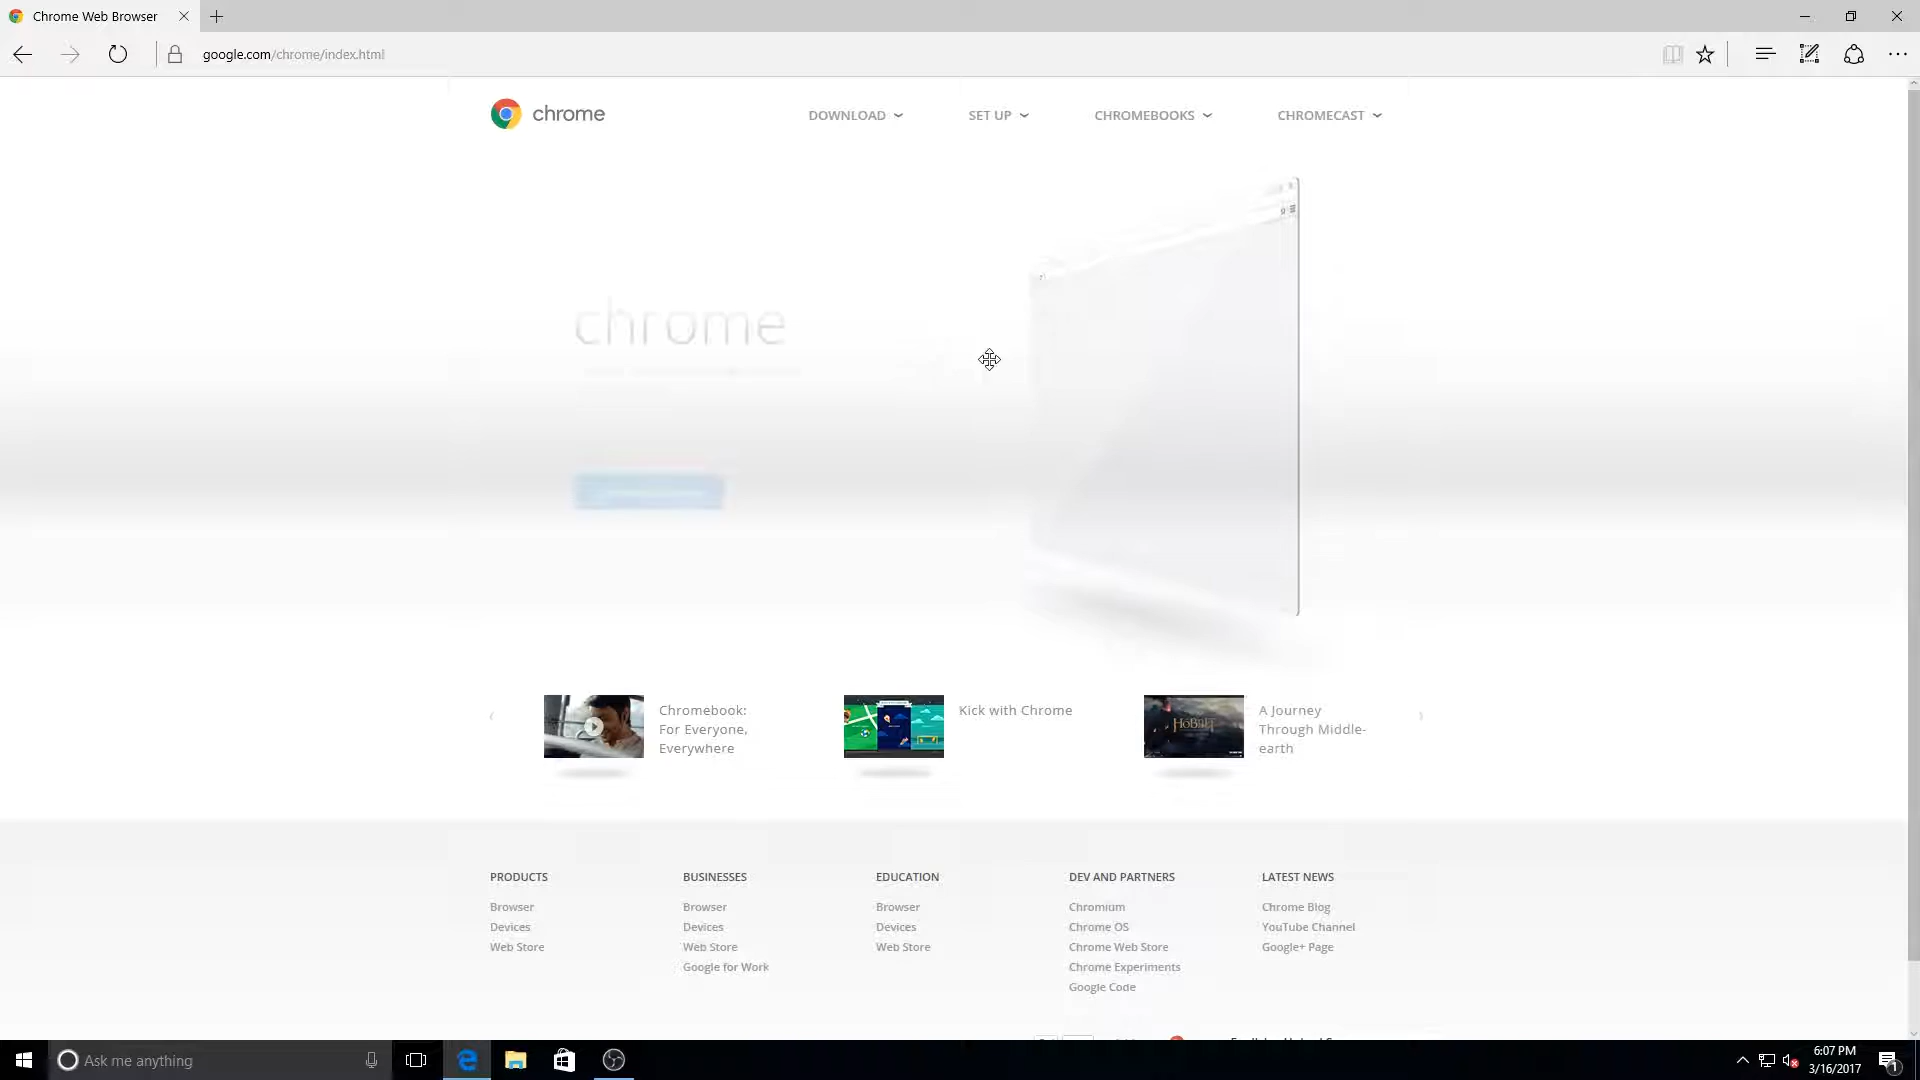 Chrome Web Browser
google.com/chrome/index.html
chrome
DOWNLOAD
SET UP
CHROMEBOOKS
CHROMECAST
chrome
Chromebook:
For Everyone,
Everywhere
Kick with Chrome
HOBBIT
A Journey
Through Middle-
earth
PRODUCTS
Browser
Devices
Web Store
BUSINESSES
Browser
Devices
Web Store
Google for Work
EDUCATION
Browser
Devices
Web Store
DEV AND PARTNERS
Chromium
Chrome OS
Chrome Web Store
Chrome Experiments
Google Code
LATEST NEWS
Chrome Blog
YouTube Channel
Google+ Page
Ask me anything
6:07 PM
3/16/2017
1